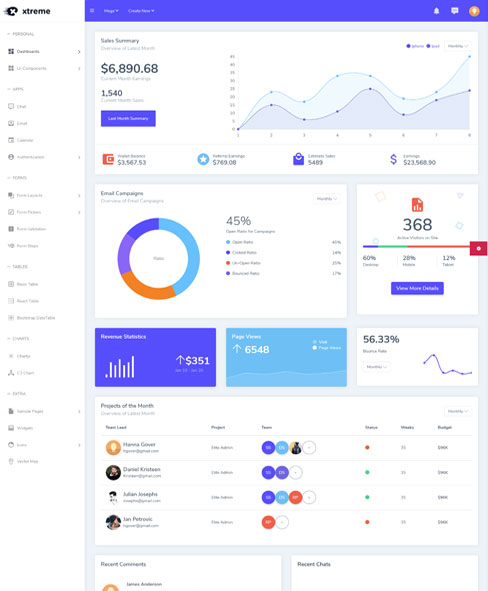 xtreme
Mega
Create New
PERSONAL
Dashboards
UI Components
APPS
Chat
Email
Calendar
Authentication
FORMS
Form Layouts
Form Pickers
Form Validation
Form Steps
TABLES
Basic Table
React Table
Bootstrap DataTable
CHARTS
Chartjs
C3 Chart
EXTRA
Sample Pages
Widgets
Icons
Vector Map
Sales Summary
Overview of Latest Month
Iphone
Ipad
Monthly
$6,890.68
Current Month Earnings
1,540
Current Month Sales
Last Month Summary
45
40
35
30
25
20
15
10
5
0
1 2 3 4 5 6 7 8
Wallet Balance
$3,567.53
Referral Earnings
$769.08
Estimate Sales
5489
Earnings
$23,568.90
Email Campaigns
Overview of Email Campaigns
Monthly
Ratio
45%
Open Ratio for Campaigns
Open Ratio 45%
Clicked Ratio 14%
Un-Open Ratio 25%
Bounced Ratio 17%
368
Active Visitors on Site
60% 28% 12%
Desktop Mobile Tablet
View More Details
Revenue Statistics
$351
Jan 10 - Jan 20
Page Views
6548
Visit
Page Views
56.33%
Bounce Rate
Monthly
Projects of the Month
Overview of Latest Month
Monthly
Team Lead Project Team Status Weeks Budget
Hanna Gover
hgover@gmail.com
Elite Admin
SS DS
35 $96K
Daniel Kristeen
Kristeen@gmail.com
Elite Admin
SS DS
35 $96K
Julian Josephs
Josephs@gmail.com
Elite Admin
SS DS RP
35 $96K
Jan Petrovic
hgover@gmail.com
Elite Admin
RP
35 $96K
Recent Comments
Recent Chats
James Anderson